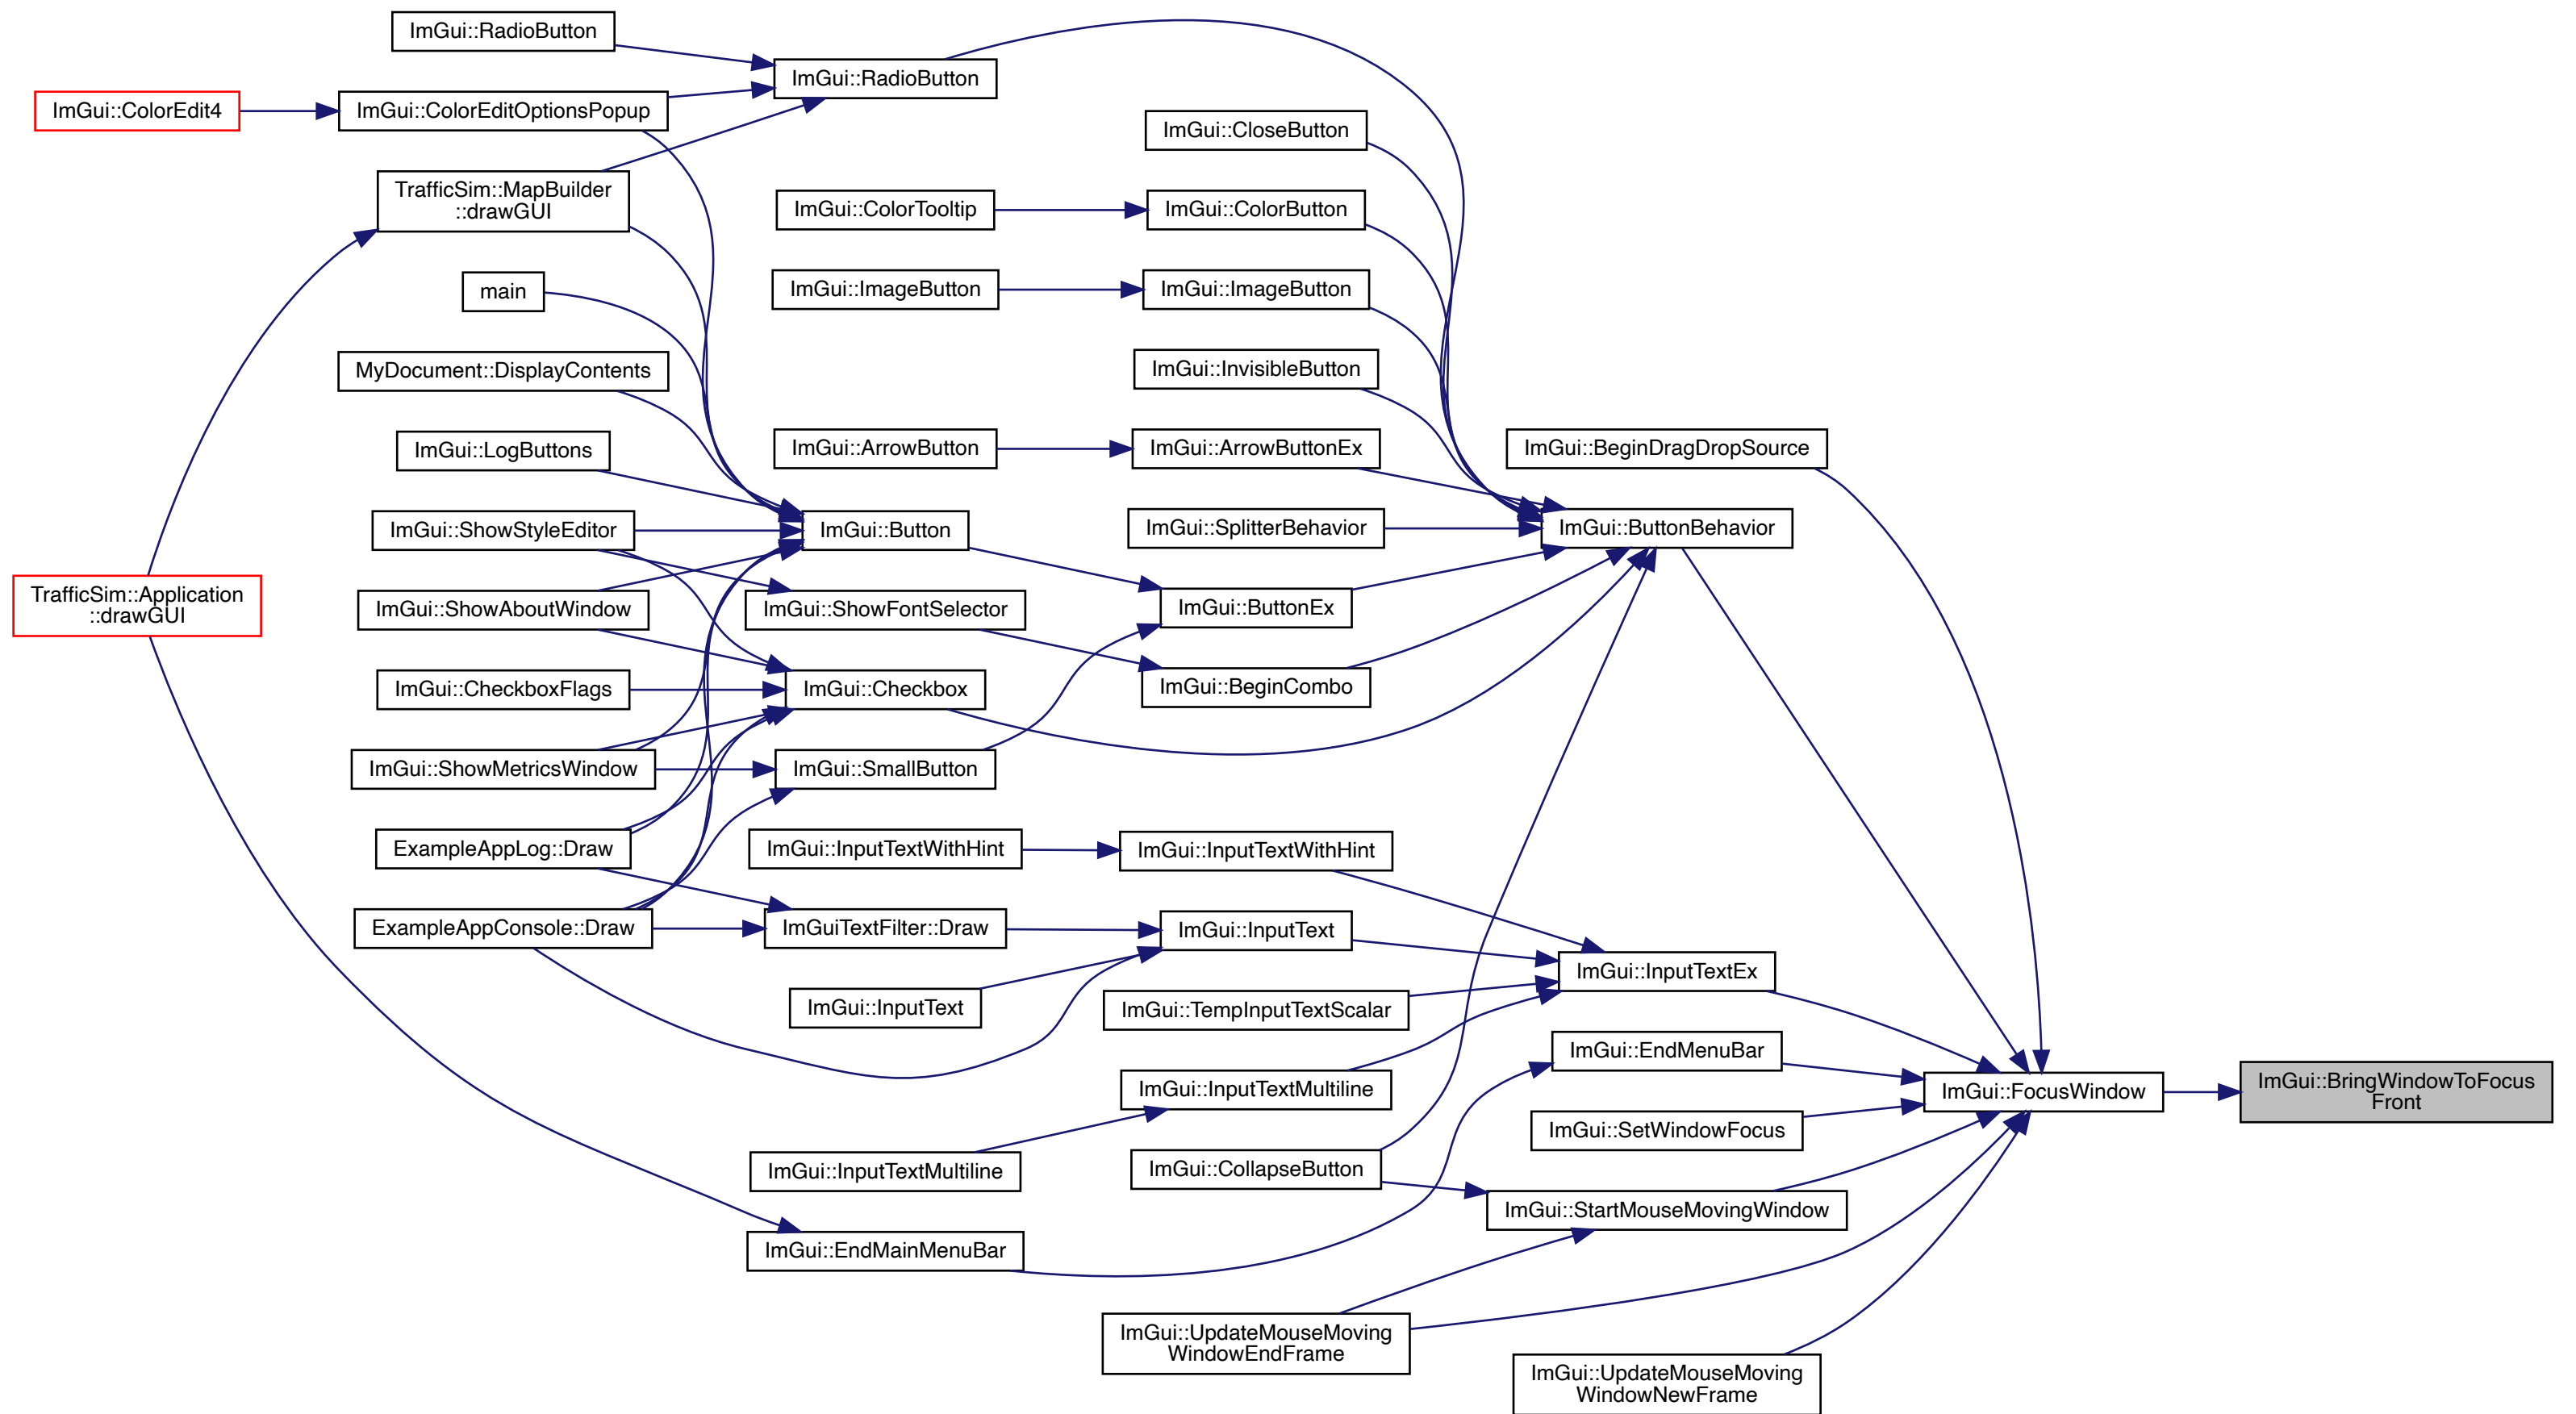 ImGui::RadioButton
ImGui::RadioButton
ImGui::ColorEdit4
ImGui::ColorEditOptionsPopup
ImGui::CloseButton
TrafficSim::MapBuilder
::drawGUI
ImGui::ColorTooltip
ImGui::ColorButton
main
ImGui::ImageButton
ImGui::ImageButton
MyDocument::DisplayContents
ImGui::InvisibleButton
ImGui::LogButtons
ImGui::ArrowButton
ImGui::ArrowButtonEx
ImGui::BeginDragDropSource
ImGui::ShowStyleEditor
ImGui::Button
ImGui::SplitterBehavior
ImGui::ButtonBehavior
TrafficSim::Application
::drawGUI
ImGui::ShowAboutWindow
ImGui::ShowFontSelector
ImGui::ButtonEx
ImGui::CheckboxFlags
ImGui::Checkbox
ImGui::BeginCombo
ImGui::ShowMetricsWindow
ImGui::SmallButton
ExampleAppLog::Draw
ImGui::InputTextWithHint
ImGui::InputTextWithHint
ExampleAppConsole::Draw
ImGuiTextFilter::Draw
ImGui::InputText
ImGui::InputTextEx
ImGui::InputText
ImGui::TempInputTextScalar
ImGui::EndMenuBar
ImGui::InputTextMultiline
ImGui::FocusWindow
ImGui::BringWindowToFocus
Front
ImGui::SetWindowFocus
ImGui::InputTextMultiline
ImGui::CollapseButton
ImGui::StartMouseMovingWindow
ImGui::EndMainMenuBar
ImGui::UpdateMouseMoving
WindowEndFrame
ImGui::UpdateMouseMoving
WindowNewFrame